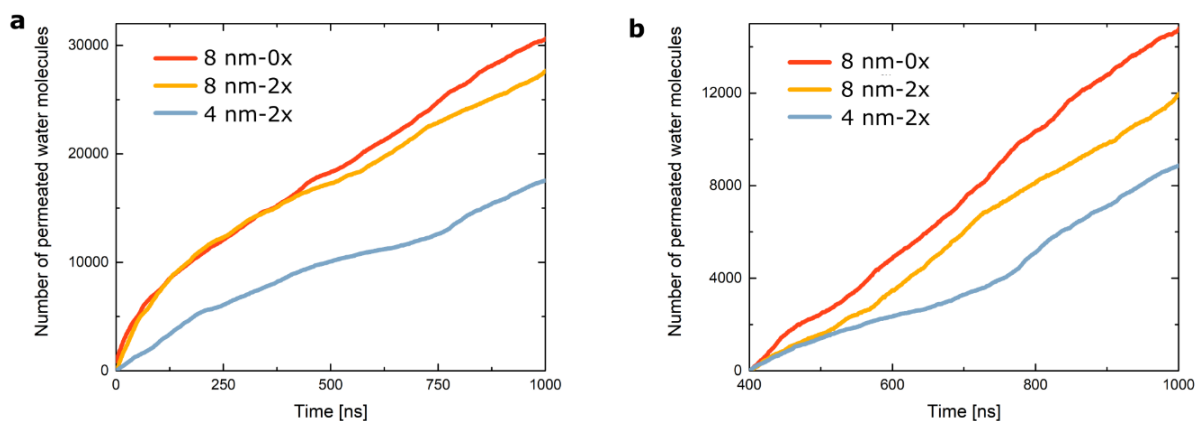 a
Number of permeated water molecules
30000
20000
10000
0
8 nm-0x
8 nm-2x
4 nm-2x
0 250 500 750 1000
Time [ns]
b
Number of permeated water molecules
12000
8000
4000
0
8 nm-0x
8 nm-2x
4 nm-2x
400 600 800 1000
Time [ns]